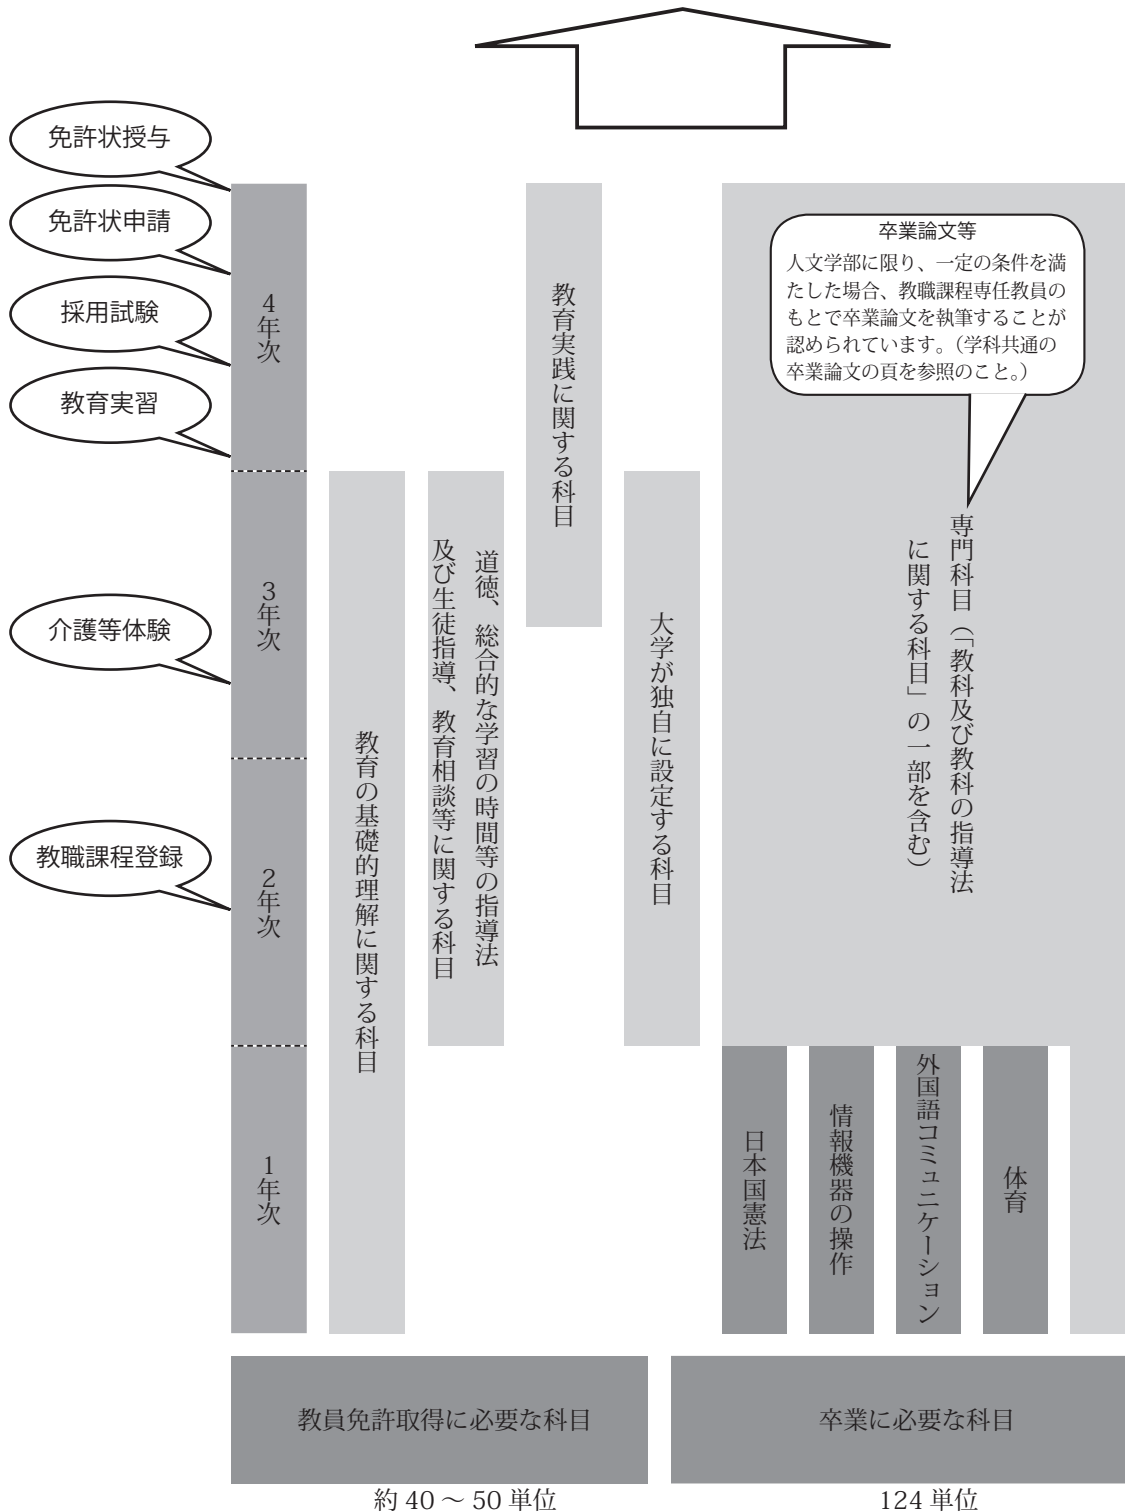 免許状授与
免許状申請
採用試験
教育実習
介護等体験
教職課程登録
4年次
3年次
2年次
1年次
教育の基礎的理解に関する科目
道徳、総合的な学習の時間等の指導法
及び生徒指導、教育相談等に関する科目
教育実践に関する科目
大学が独自に設定する科目
卒業論文等
人文学部に限り、一定の条件を満
たした場合、教職課程専任教員の
もとで卒業論文を執筆することが
認められています。（学科共通の
卒業論文の頁を参照のこと。）
専門科目（「教科及び教科の指導法
に関する科目」の一部を含む）
日本国憲法
情報機器の操作
外国語コミュニケーション
体育
教員免許取得に必要な科目
卒業に必要な科目
約 40 〜 50 単位
124 単位